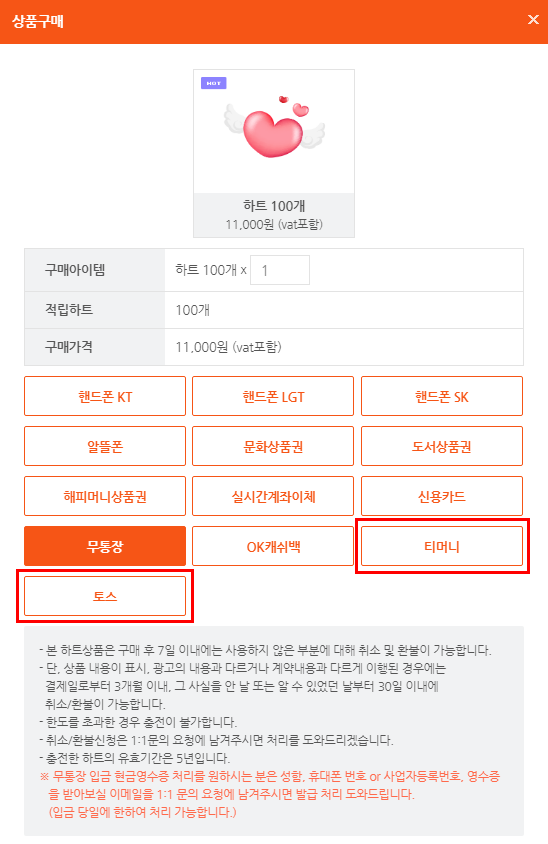 상품구매 ×
HOT
하트 100개
11,000원 (vat포함)
구매아이템 하트 100개 x 1
적립하트 100개
구매가격 11,000원 (vat포함)
핸드폰 KT 핸드폰 LGT 핸드폰 SK
알뜰폰 문화상품권 도서상품권
해피머니상품권 실시간계좌이체 신용카드
무통장 OK캐쉬백 티머니
토스
- 본 하트상품은 구매 후 7일 이내에는 사용하지 않은 부분에 대해 취소 및 환불이 가능합니다.
- 단, 상품 내용이 표시, 광고의 내용과 다르거나 계약내용과 다르게 이행된 경우에는
결제일로부터 3개월 이내, 그 사실을 안 날 또는 알 수 있었던 날부터 30일 이내에
취소/환불이 가능합니다.
- 한도를 초과한 경우 충전이 불가합니다.
- 취소/환불신청은 1:1문의 요청에 남겨주시면 처리를 도와드리겠습니다.
- 충전한 하트의 유효기간은 5년입니다.
※ 무통장 입금 현금영수증 처리를 원하시는 분은 성함, 휴대폰 번호 or 사업자등록번호, 영수증
을 받아보실 이메일을 1:1 문의 요청에 남겨주시면 발급 처리 도와드립니다.
(입금 당일에 한하여 처리 가능합니다.)